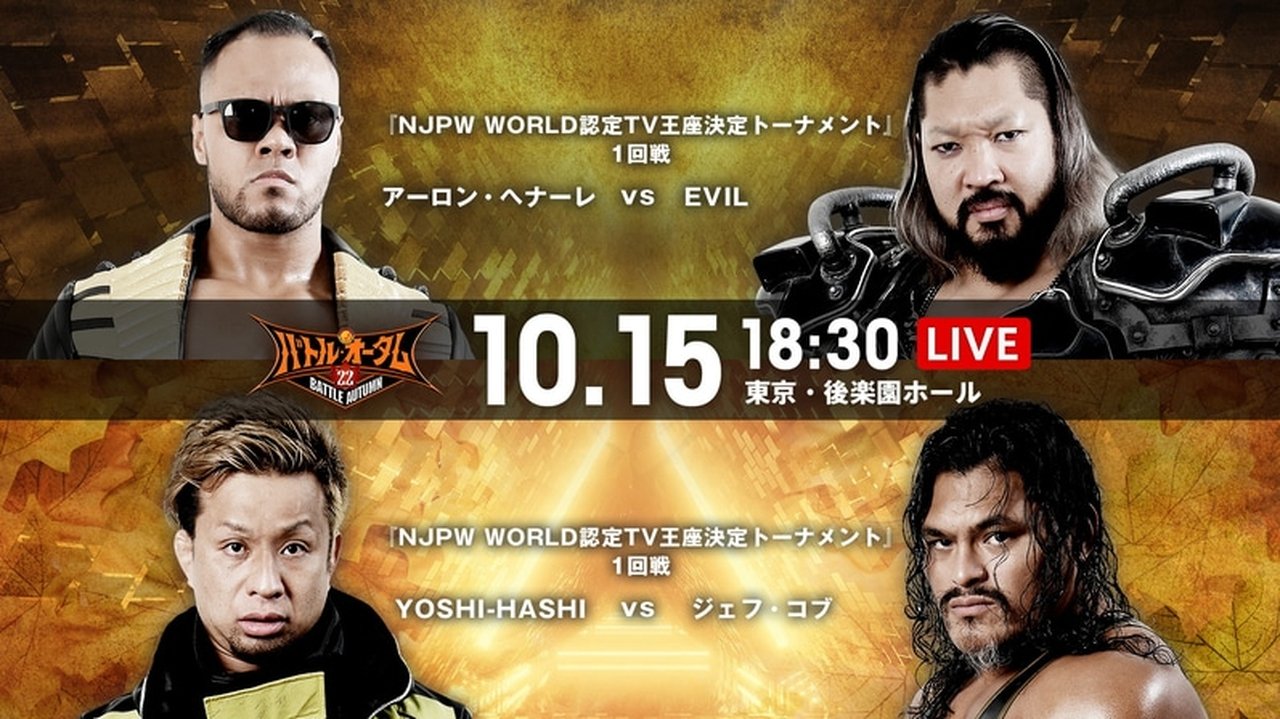 『NJPW WORLD認定TV王座決定トーナメント』
1回戦
アーロン・ヘナーレ vs EVIL
バトル・オータム
22
BATTLE AUTUMN
10.15
18:30 LIVE
東京・後楽園ホール
『NJPW WORLD認定TV王座決定トーナメント』
1回戦
YOSHI-HASHI vs ジェフ・コブ